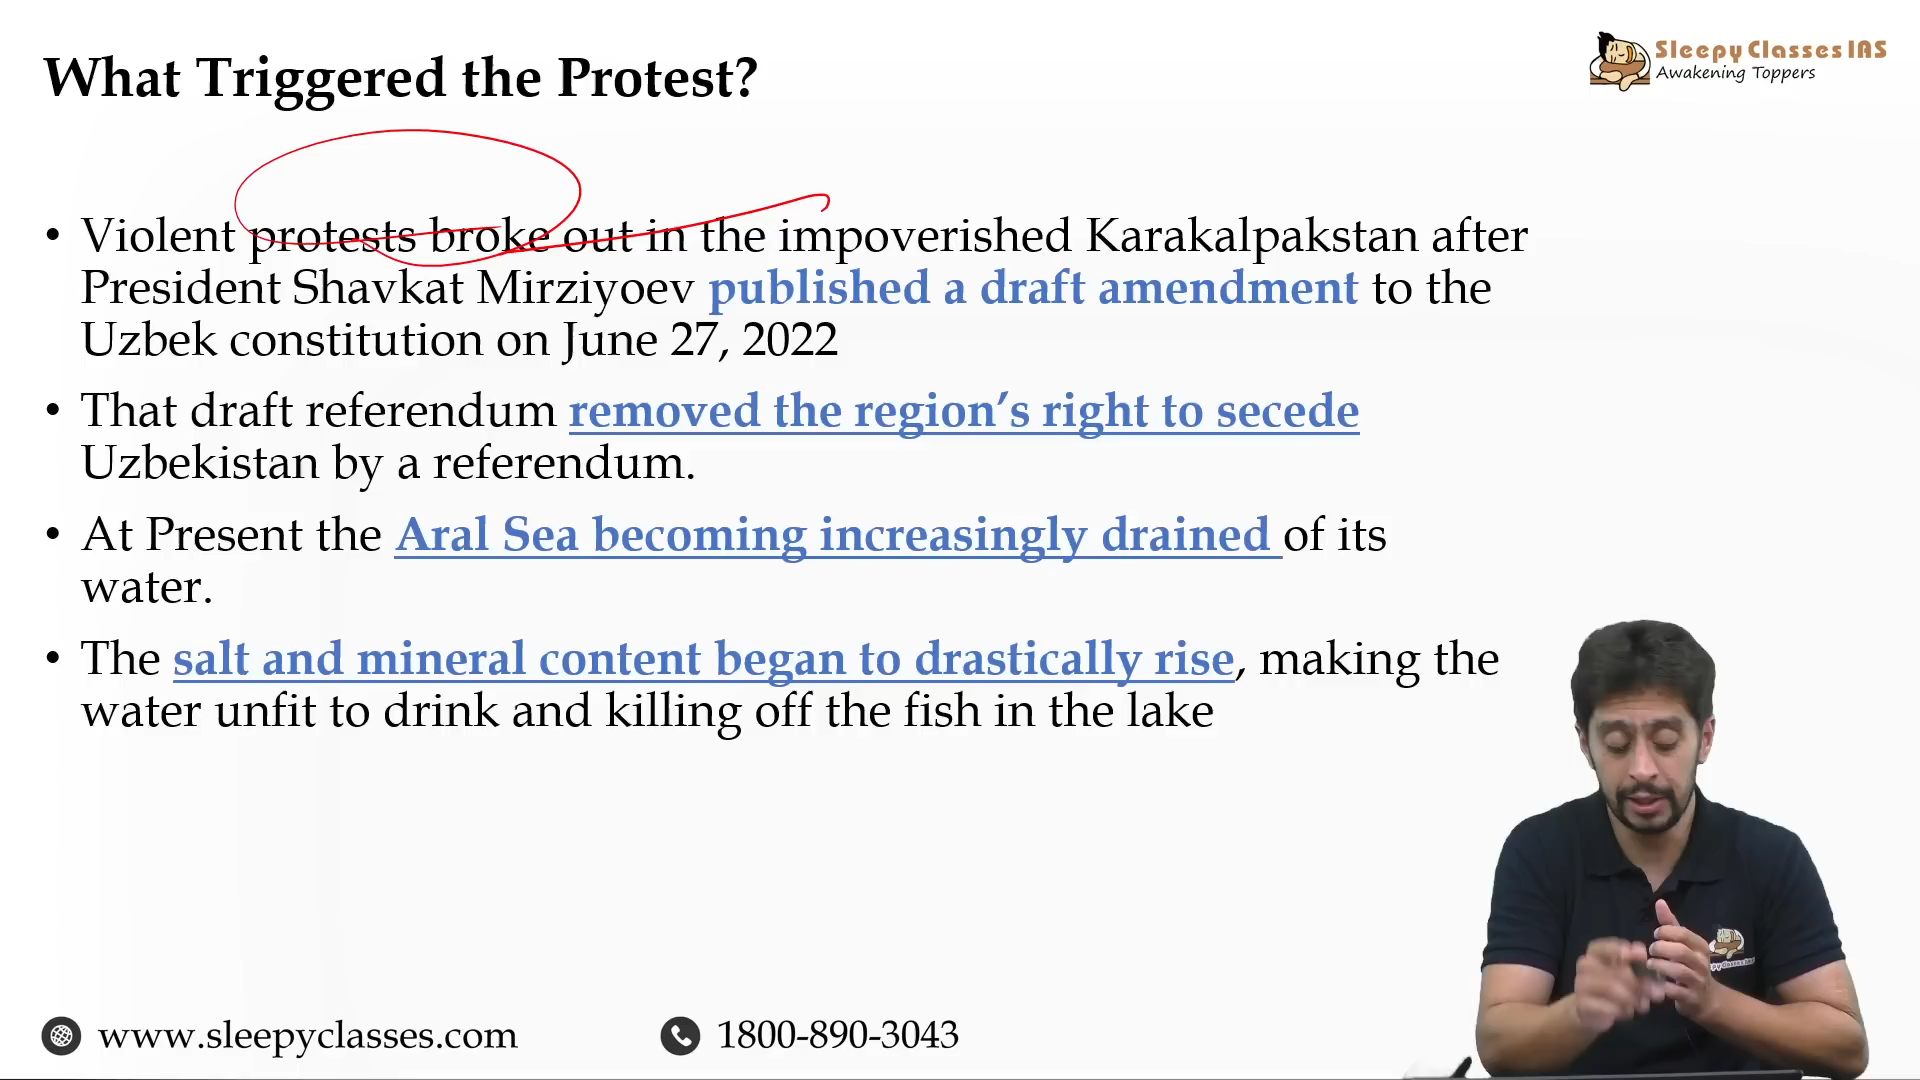 What Triggered the Protest?
Sleepy Classes IAS
Awakening Toppers
• Violent protests broke out in the impoverished Karakalpakstan after
President Shavkat Mirziyoev published a draft amendment to the
Uzbek constitution on June 27, 2022
• That draft referendum removed the region’s right to secede
Uzbekistan by a referendum.
• At Present the Aral Sea becoming increasingly drained of its
water.
• The salt and mineral content began to drastically rise, making the
water unfit to drink and killing off the fish in the lake
www.sleepyclasses.com
1800-890-3043